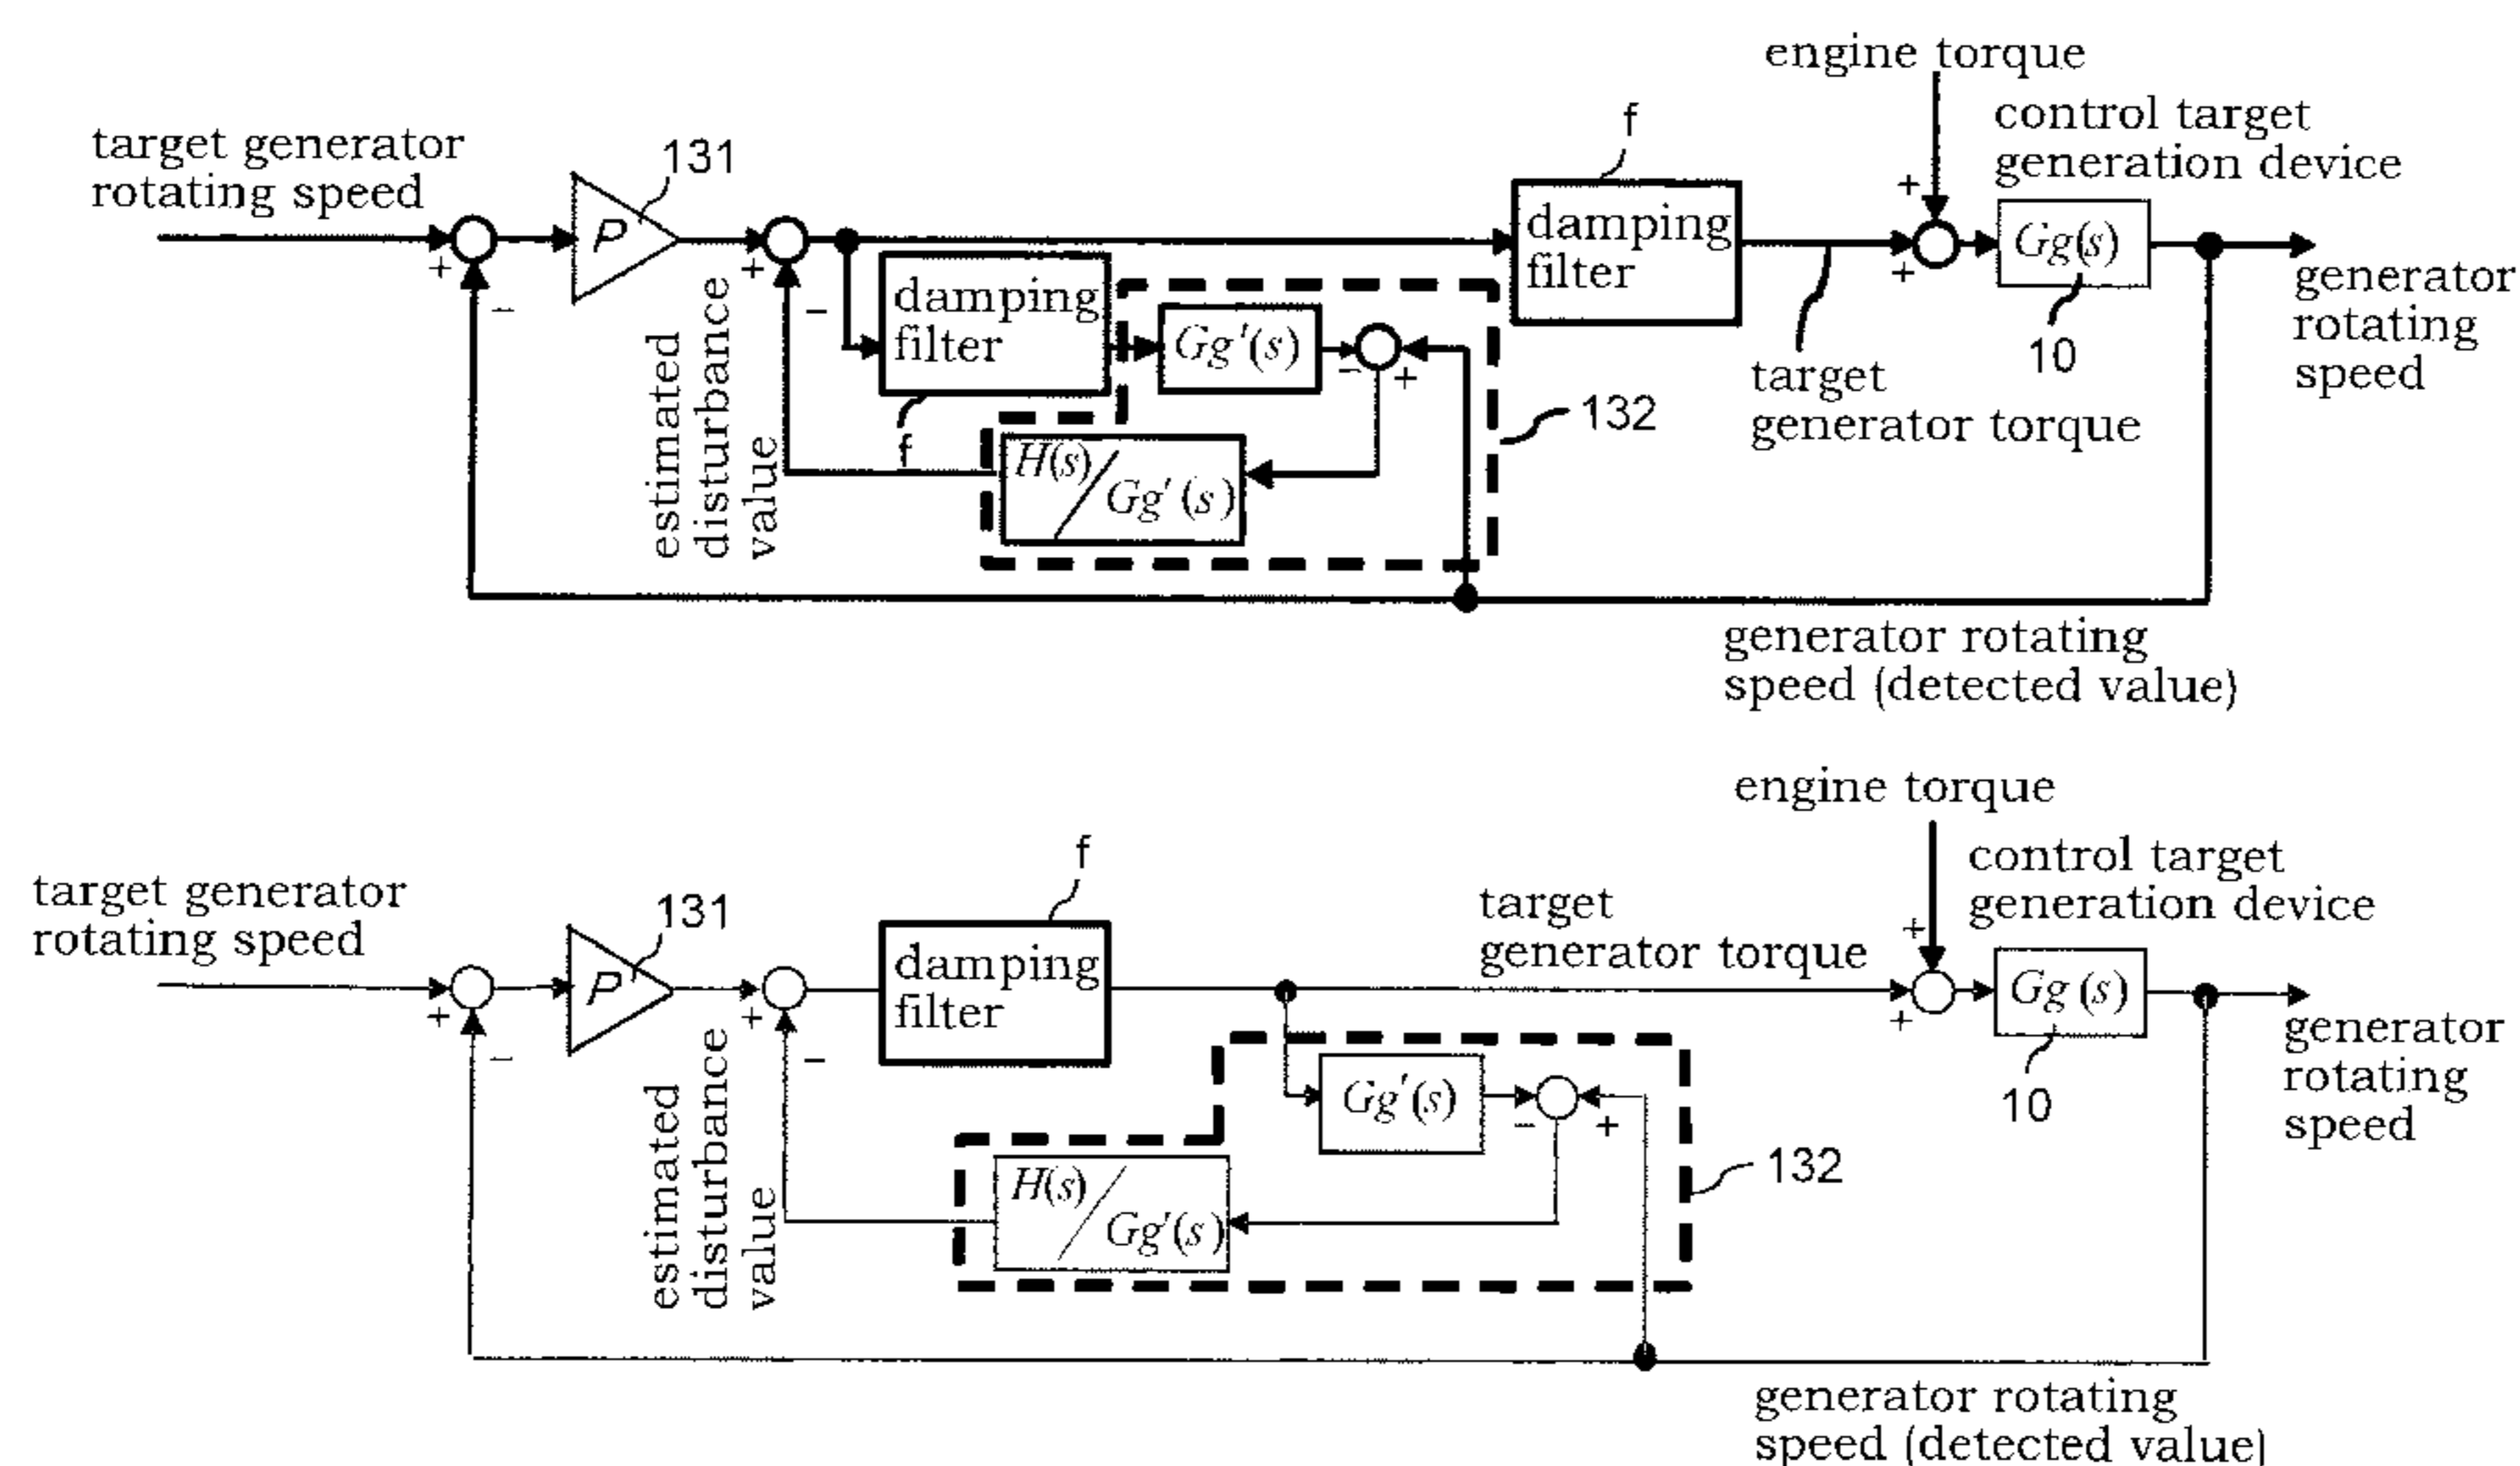 engine torque
control target
generation device
f
target generator
rotating speed
131
P
+
-
+
-
estimated
disturbance
value
damping
filter
f
damping
filter
Gg'(s)
-
+
H(s)/Gg'(s)
132
+
+
Gg(s)
10
target
generator torque
generator
rotating
speed
generator rotating
speed (detected value)
engine torque
control target
generation device
f
target generator
rotating speed
131
P
+
-
+
-
estimated
disturbance
value
damping
filter
target
generator torque
+
+
Gg(s)
10
generator
rotating
speed
Gg'(s)
-
+
H(s)/Gg'(s)
132
generator rotating
speed (detected value)